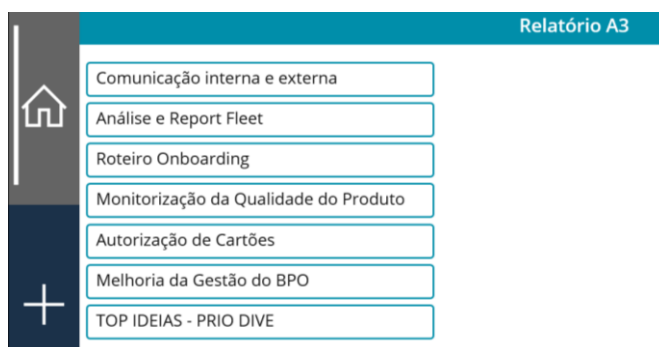 Relatório A3
Comunicação interna e externa
Análise e Report Fleet
Roteiro Onboarding
Monitorização da Qualidade do Produto
Autorização de Cartões
Melhoria da Gestão do BPO
TOP IDEIAS - PRIO DIVE